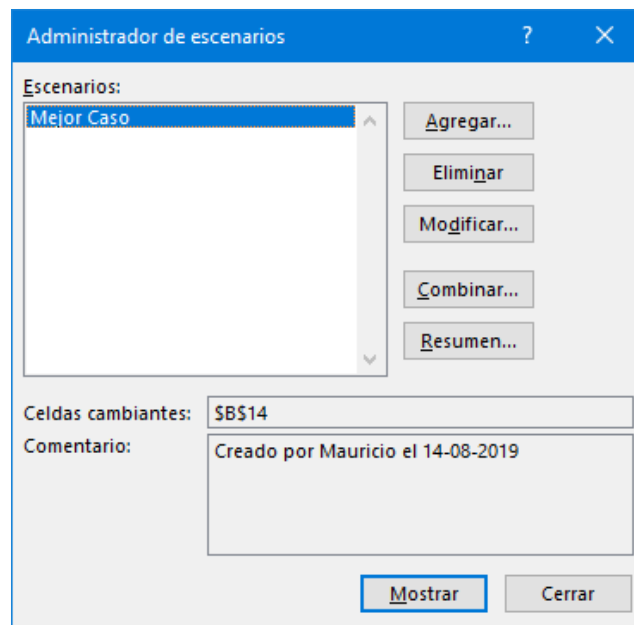 Administrador de escenarios
Escenarios:
Mejor Caso
Agregar...
Eliminar
Modificar...
Combinar...
Resumen...
Celdas cambiantes: $B$14
Comentario: Creado por Mauricio el 14-08-2019
Mostrar Cerrar